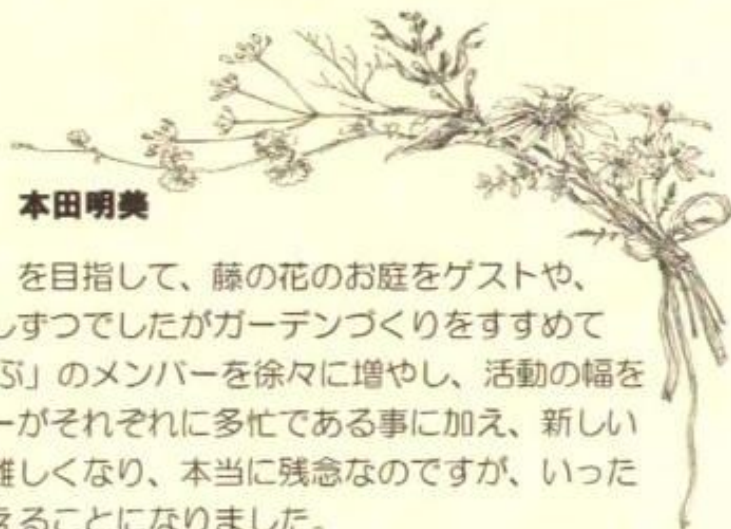 本田明美
を目指して、藤の花のお庭をゲストや、
しずつでしたがガーデンづくりをすすめて
ぶ」のメンバーを徐々に増やし、活動の幅を
ーがそれぞれに多忙である事に加え、新しい
難しくなり、本当に残念なのですが、いった
えることになりました。